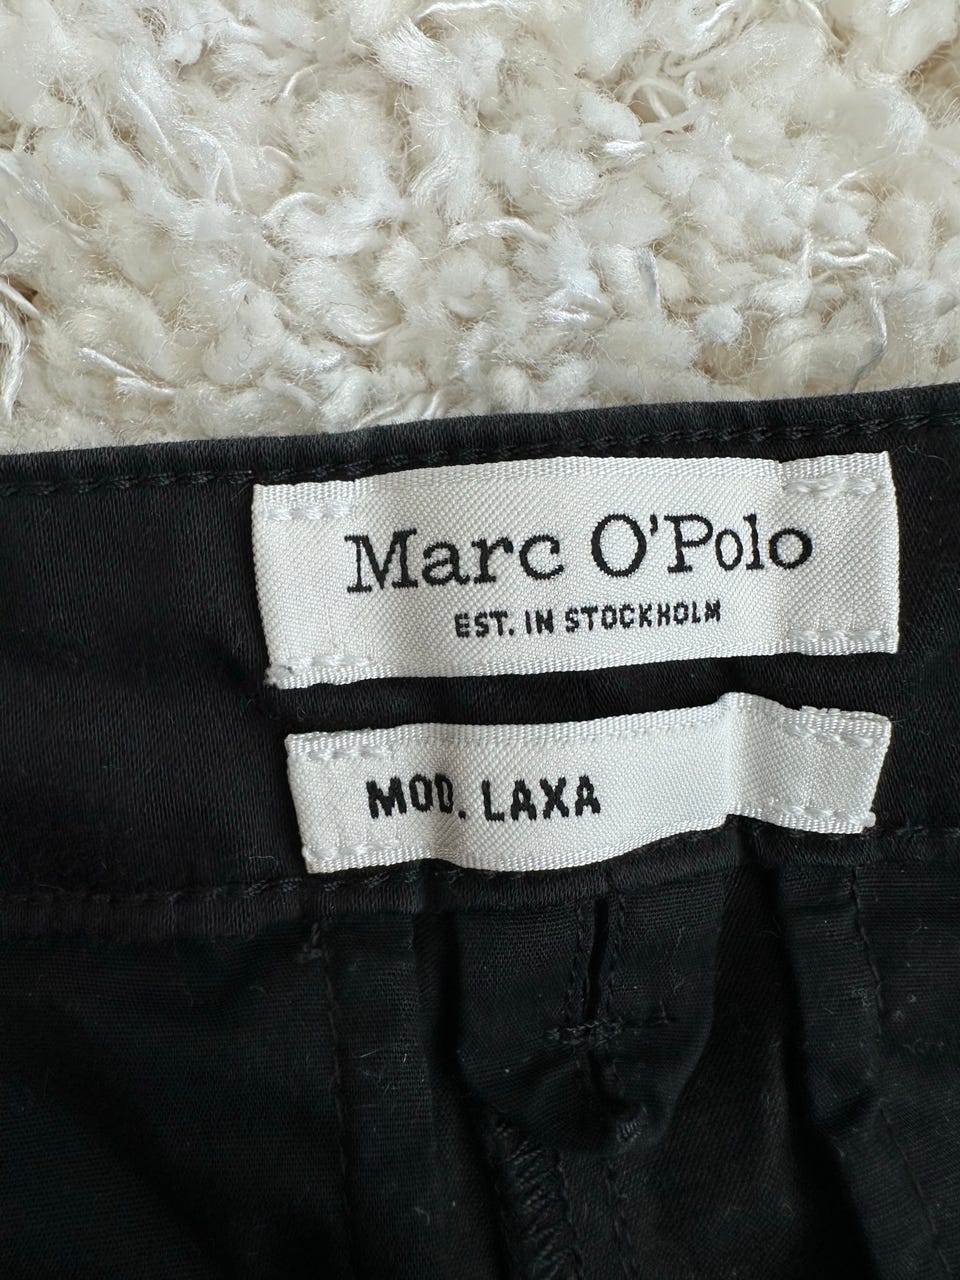 Marc O'Polo
EST. IN STOCKHOLM
MOD. LAXA